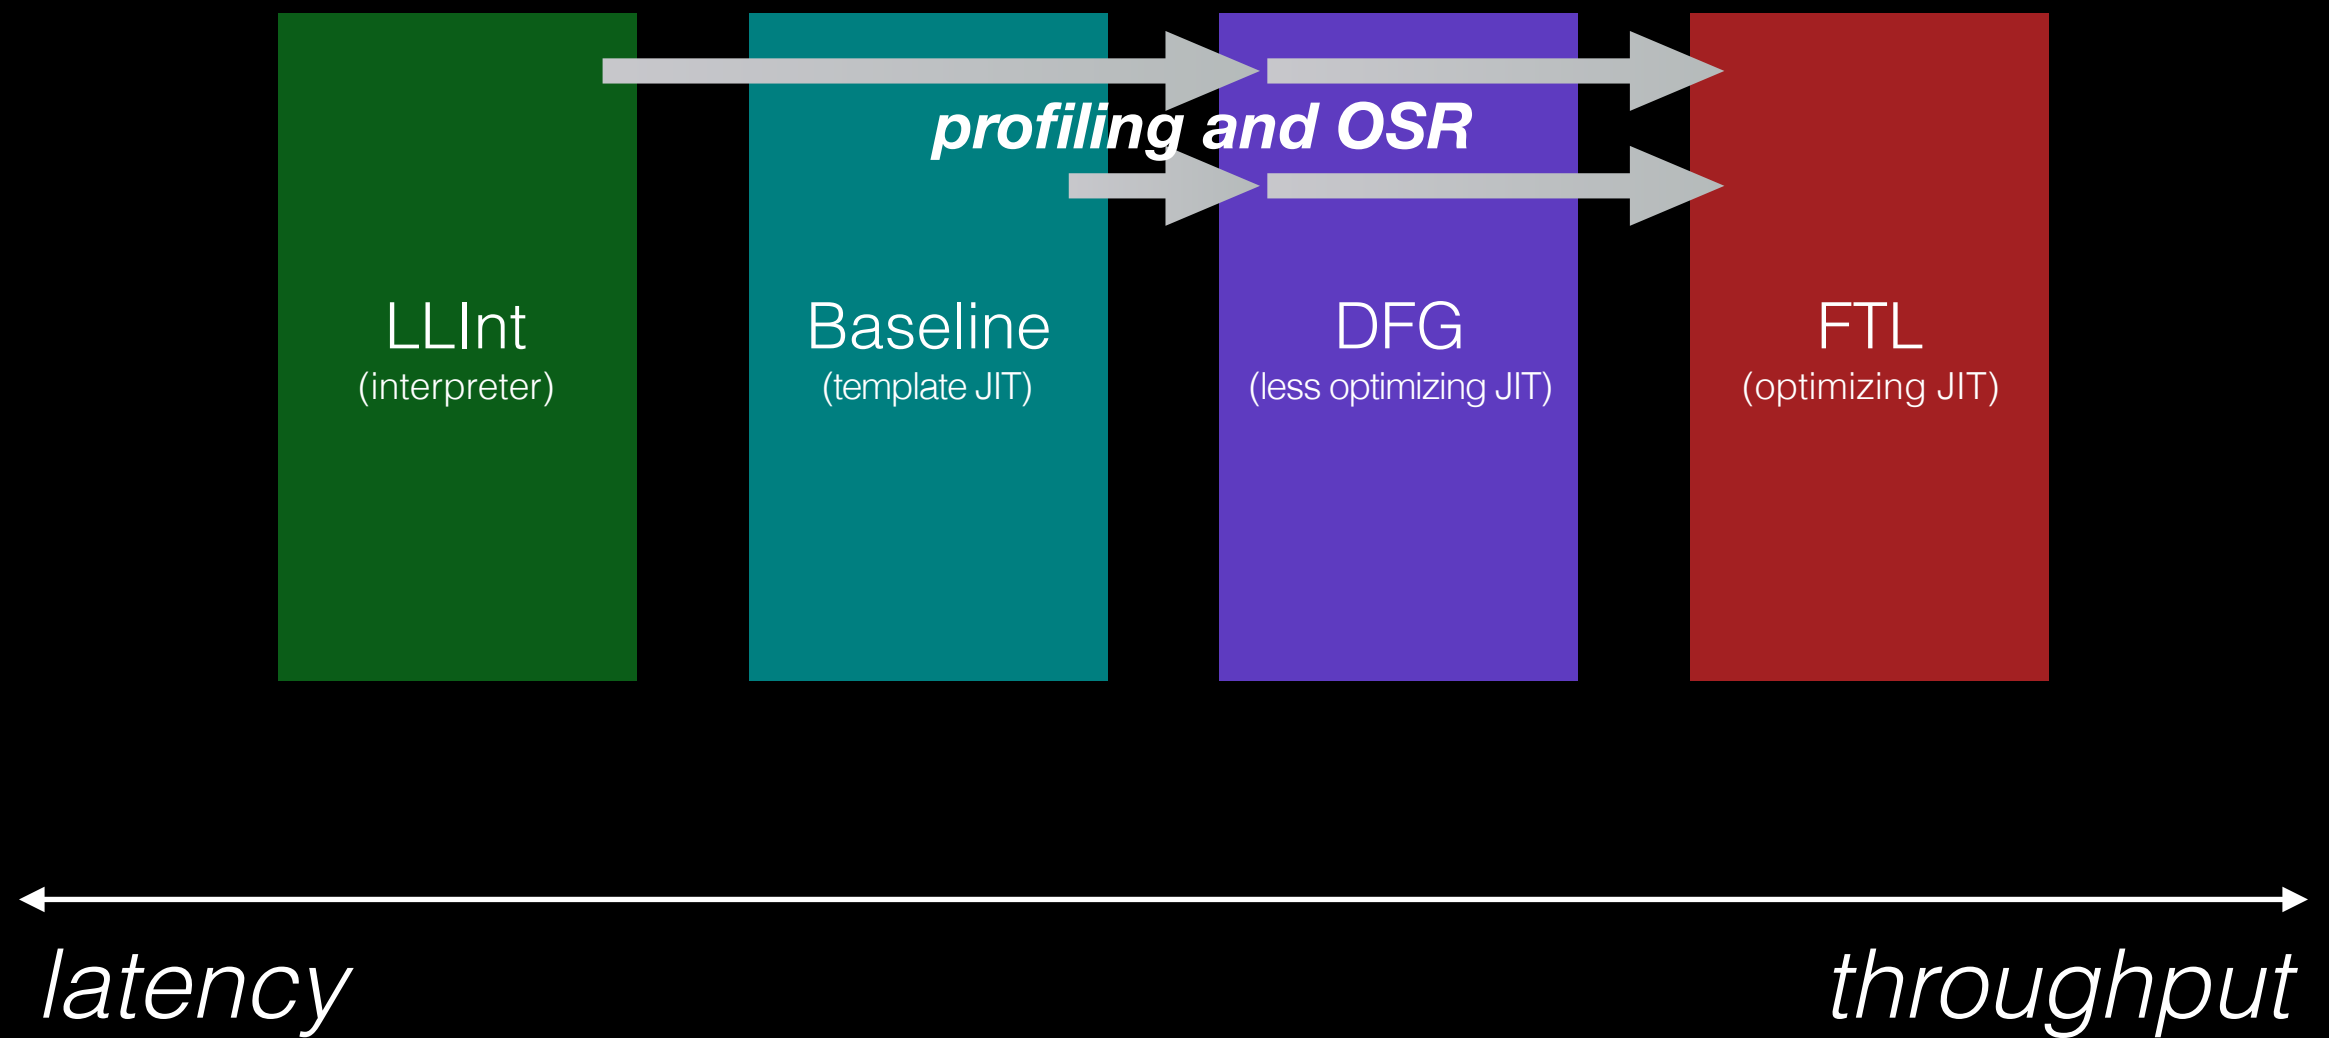 profiling and OSR
LLInt
(interpreter)
Baseline
(template JIT)
DFG
(less optimizing JIT)
FTL
(optimizing JIT)
latency
throughput